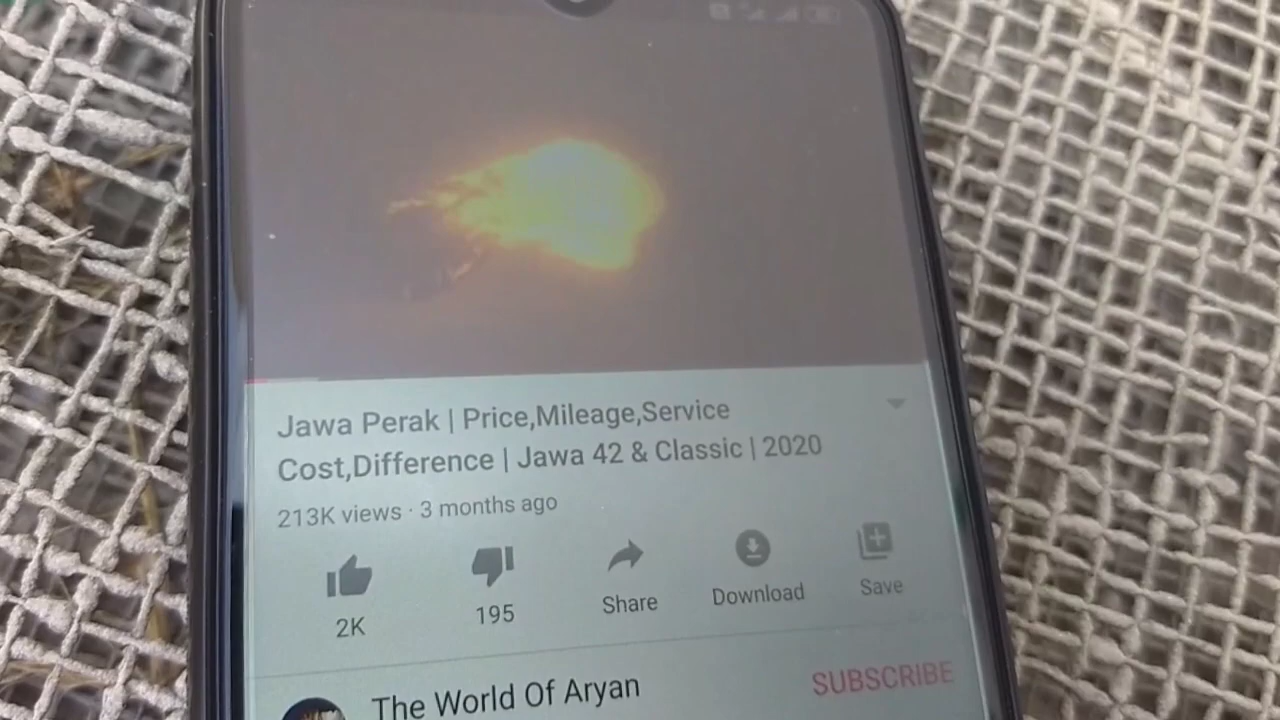 Jawa Perak | Price,Mileage,Service
Cost,Difference | Jawa 42 & Classic | 2020
213K views · 3 months ago
2K
195
Share
Download
Save
The World Of Aryan
SUBSCRIBE